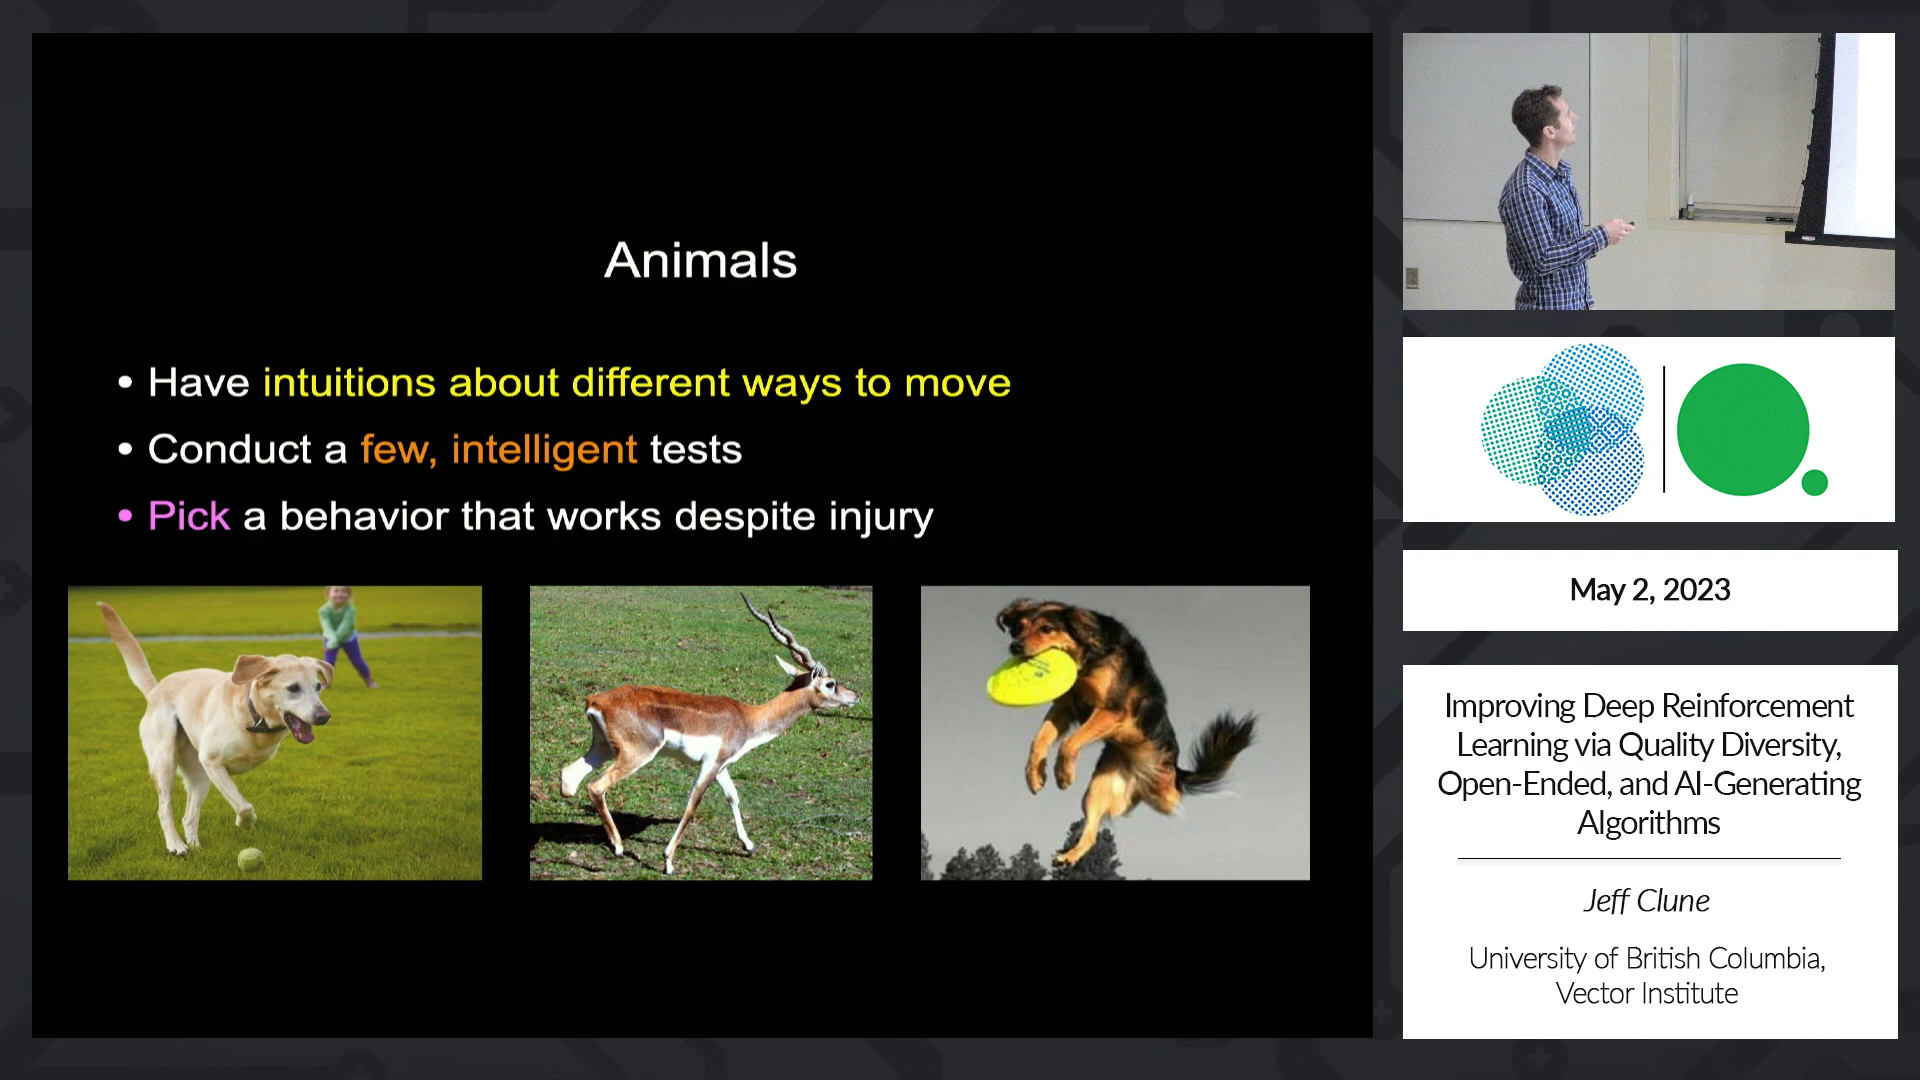 Animals
• Have intuitions about different ways to move
• Conduct a few, intelligent tests
• Pick a behavior that works despite injury
May 2, 2023
Improving Deep Reinforcement
Learning via Quality Diversity,
Open-Ended, and AI-Generating
Algorithms
Jeff Clune
University of British Columbia,
Vector Institute